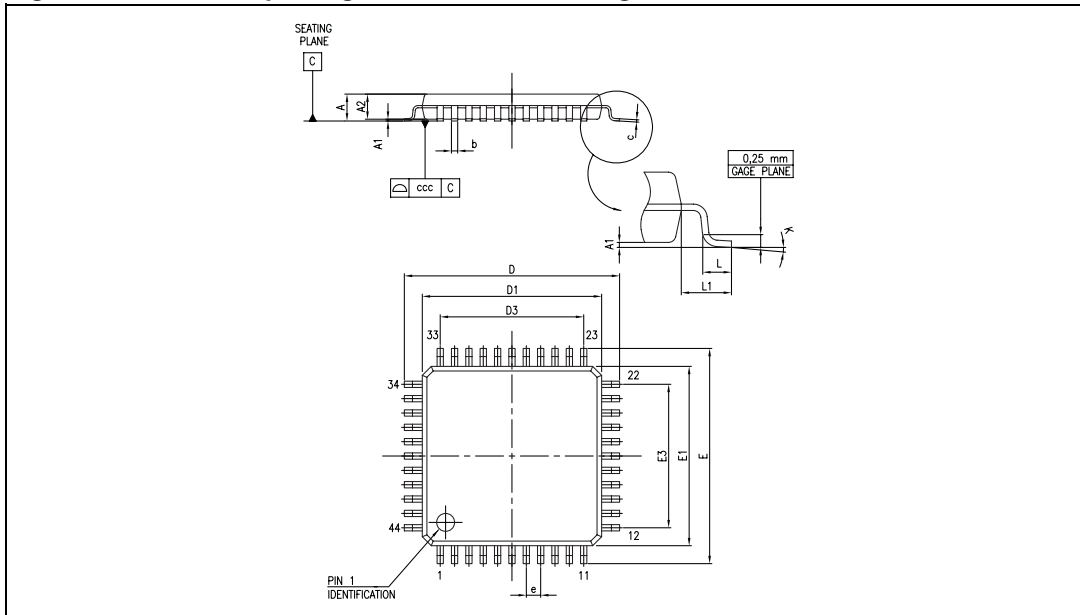 SEATING
PLANE
C
A
A2
A1
b
c
ccc C
0,25 mm
GAGE PLANE
A1
K
L
L1
D
D1
D3
33
23
34
22
E3
E1
E
44
12
PIN 1
IDENTIFICATION
1
11
e